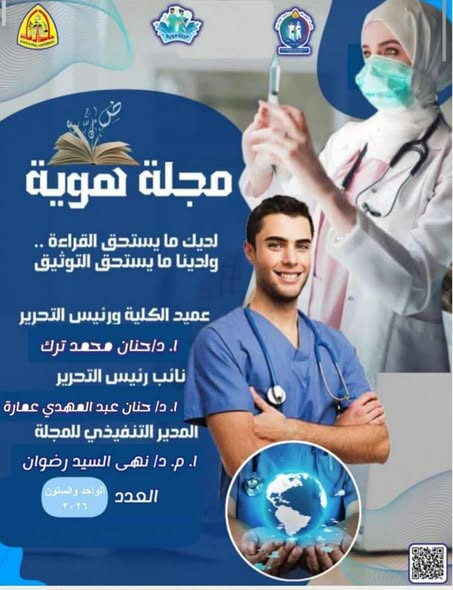 مجلة هوية
لديك ما يستحق القراءة ..
ولدينا ما يستحق التوثيق
عميد الكلية ورئيس التحرير
ا. د/حنان محمد ترك
نائب رئيس التحرير
ا. د/ حنان عبد المهدي عمارة
المدير التنفيذي للمجلة
ا. م. د/ نهى السيد رضوان
العدد
الواحد والستون
٢٠٢٦